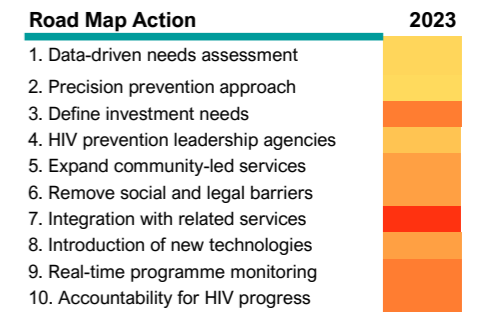 Road Map Action 2023
1. Data-driven needs assessment
2. Precision prevention approach
3. Define investment needs
4. HIV prevention leadership agencies
5. Expand community-led services
6. Remove social and legal barriers
7. Integration with related services
8. Introduction of new technologies
9. Real-time programme monitoring
10. Accountability for HIV progress